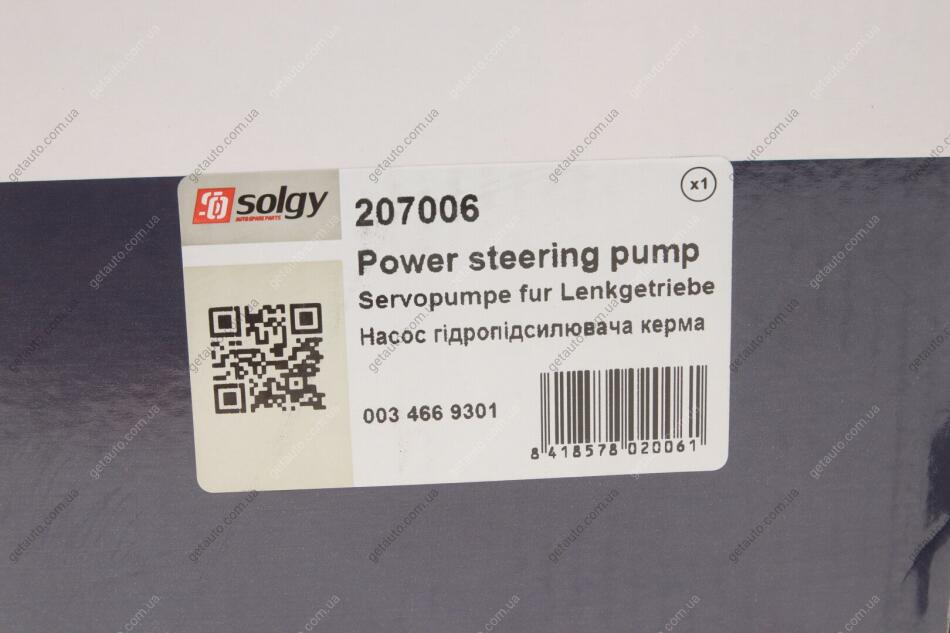 solgy
AUTO SPARE PARTS
207006
x1
Power steering pump
Servopumpe fur Lenkgetriebe
Насос гідропідсилювача керма
003 466 9301
8 418578 020061
getauto.com.ua